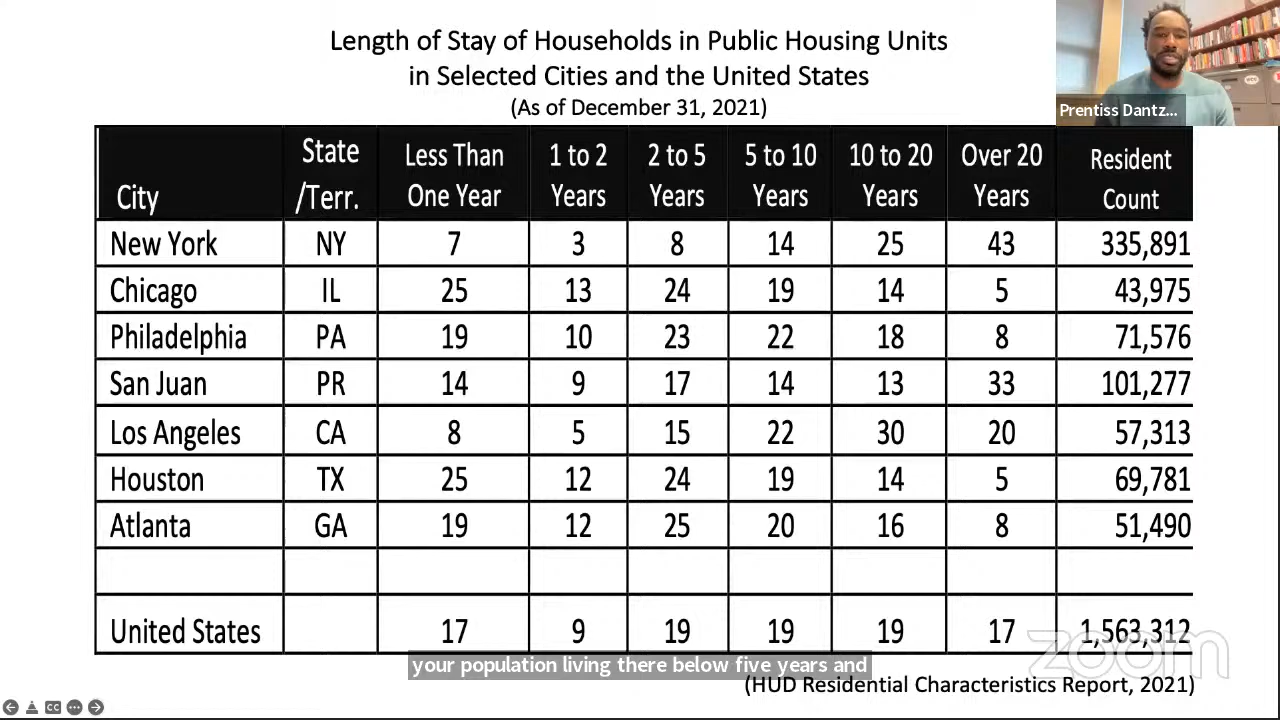 Length of Stay of Households in Public Housing Units
in Selected Cities and the United States
(As of December 31, 2021)
Prentiss Dantz...
City State /Terr. Less Than One Year 1 to 2 Years 2 to 5 Years 5 to 10 Years 10 to 20 Years Over 20 Years Resident Count
New York NY 7 3 8 14 25 43 335,891
Chicago IL 25 13 24 19 14 5 43,975
Philadelphia PA 19 10 23 22 18 8 71,576
San Juan PR 14 9 17 14 13 33 101,277
Los Angeles CA 8 5 15 22 30 20 57,313
Houston TX 25 12 24 19 14 5 69,781
Atlanta GA 19 12 25 20 16 8 51,490
United States 17 9 19 19 19 17 1,563,312
your population living there below five years and
zoom
(HUD Residential Characteristics Report, 2021)
CC